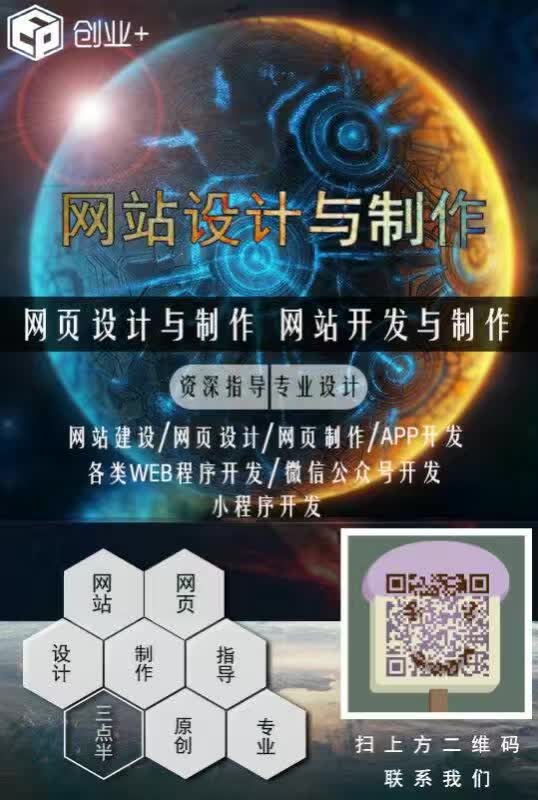 创业+
网站设计与制作
网页设计与制作 网站开发与制作
资深指导 专业设计
网站建设/网页设计/网页制作/APP开发
各类WEB程序开发/微信公众号开发
小程序开发
网站
网页
设计
制作
指导
三点半
原创
专业
扫上方二维码
联系我们